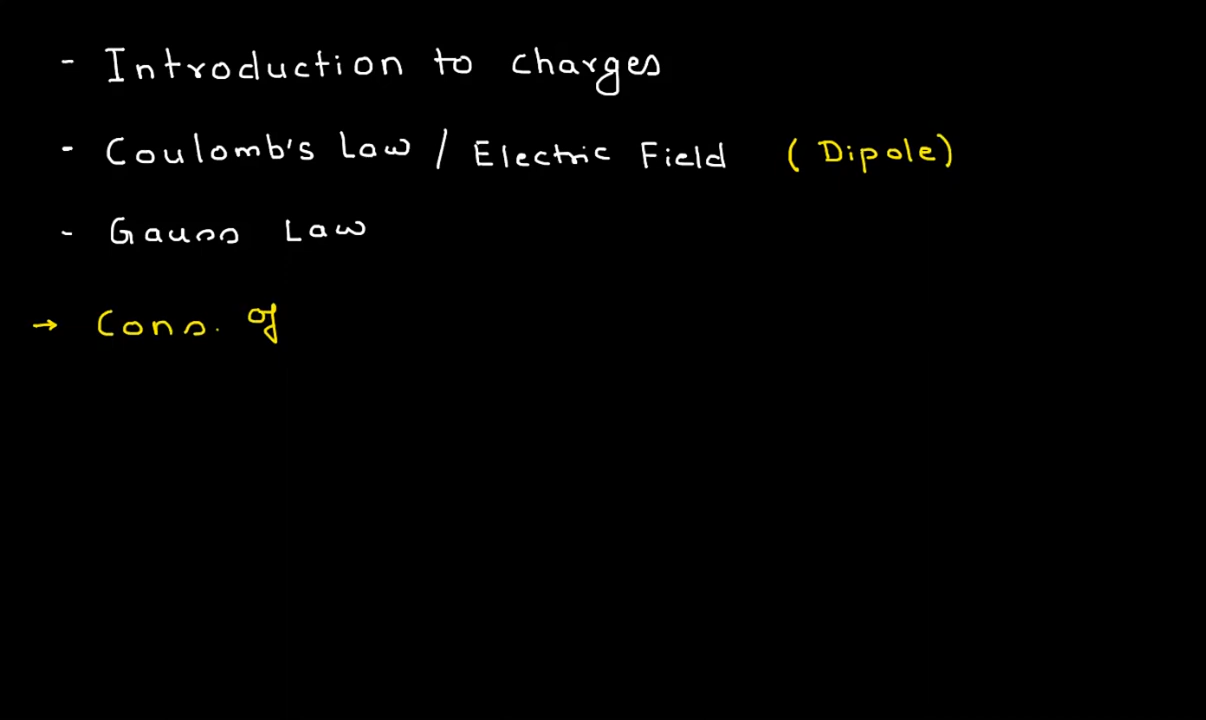 - Introduction to charges
- Coulomb's Law / Electric Field (Dipole)
- Gauss Law
→ Cons. of